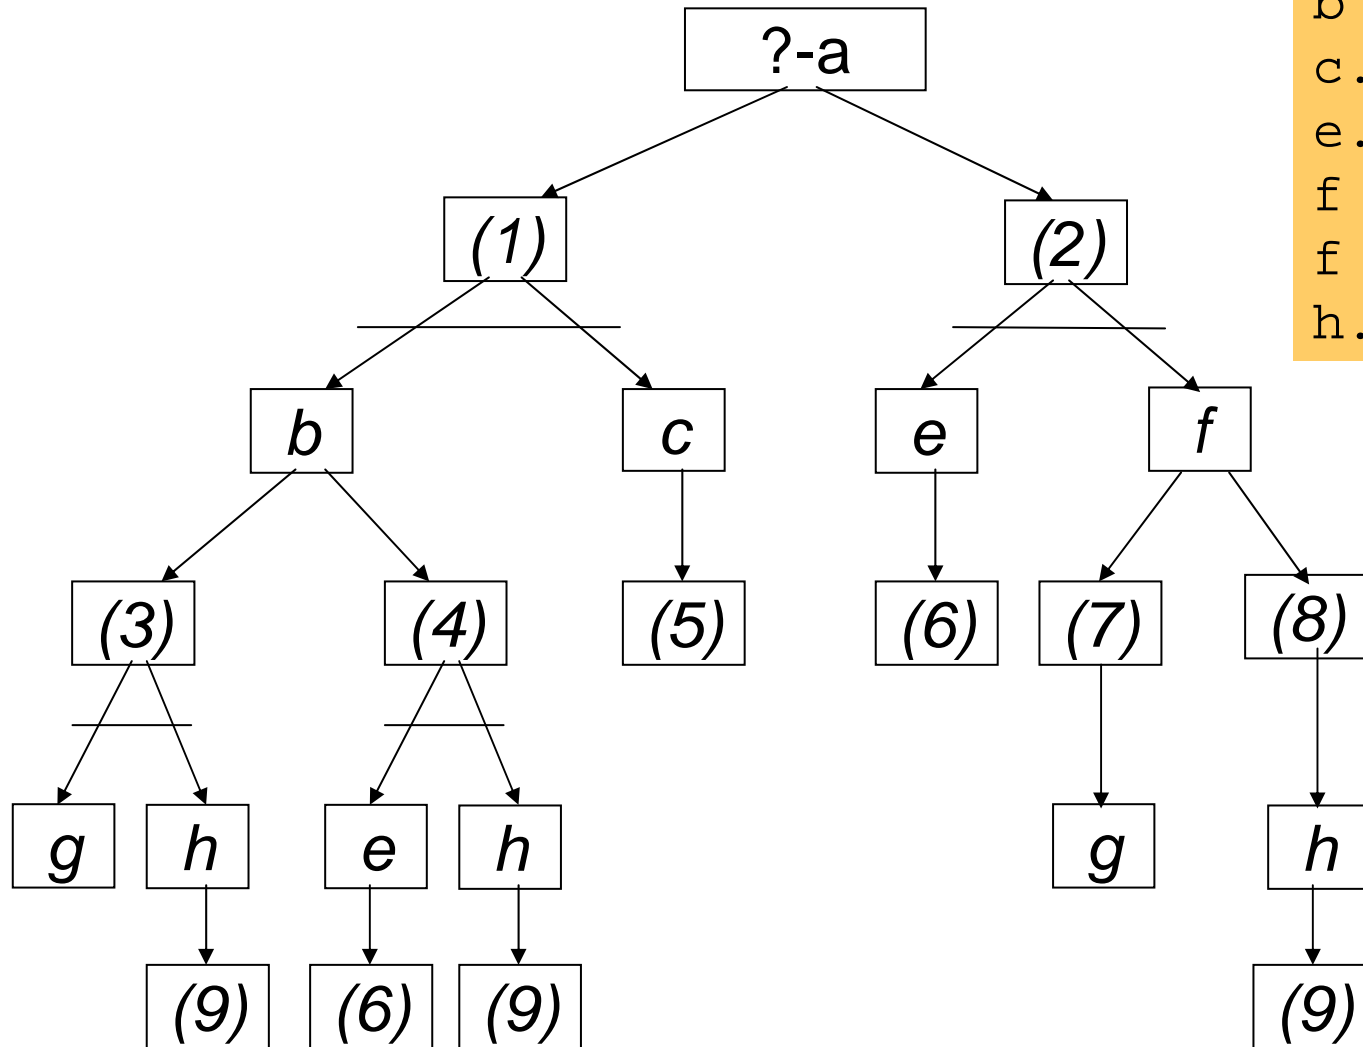 ?-a
b
c.
e.
f
f
h.
(1) (2)
b c e f
(3) (4) (5) (6) (7) (8)
g h e h g h
(9) (6) (9) (9)